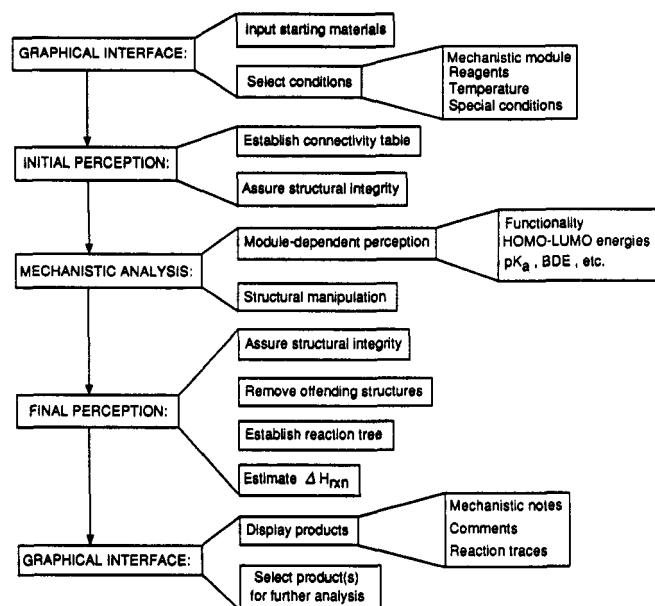 GRAPHICAL INTERFACE:
Input starting materials
Select conditions
Mechanistic module
Reagents
Temperature
Special conditions
INITIAL PERCEPTION:
Establish connectivity table
Assure structural integrity
MECHANISTIC ANALYSIS:
Module-dependent perception
Functionality
HOMO-LUMO energies
pKa , BDE , etc.
Structural manipulation
FINAL PERCEPTION:
Assure structural integrity
Remove offending structures
Establish reaction tree
Estimate ΔHrxn
GRAPHICAL INTERFACE:
Display products
Mechanistic notes
Comments
Reaction traces
Select product(s)
for further analysis